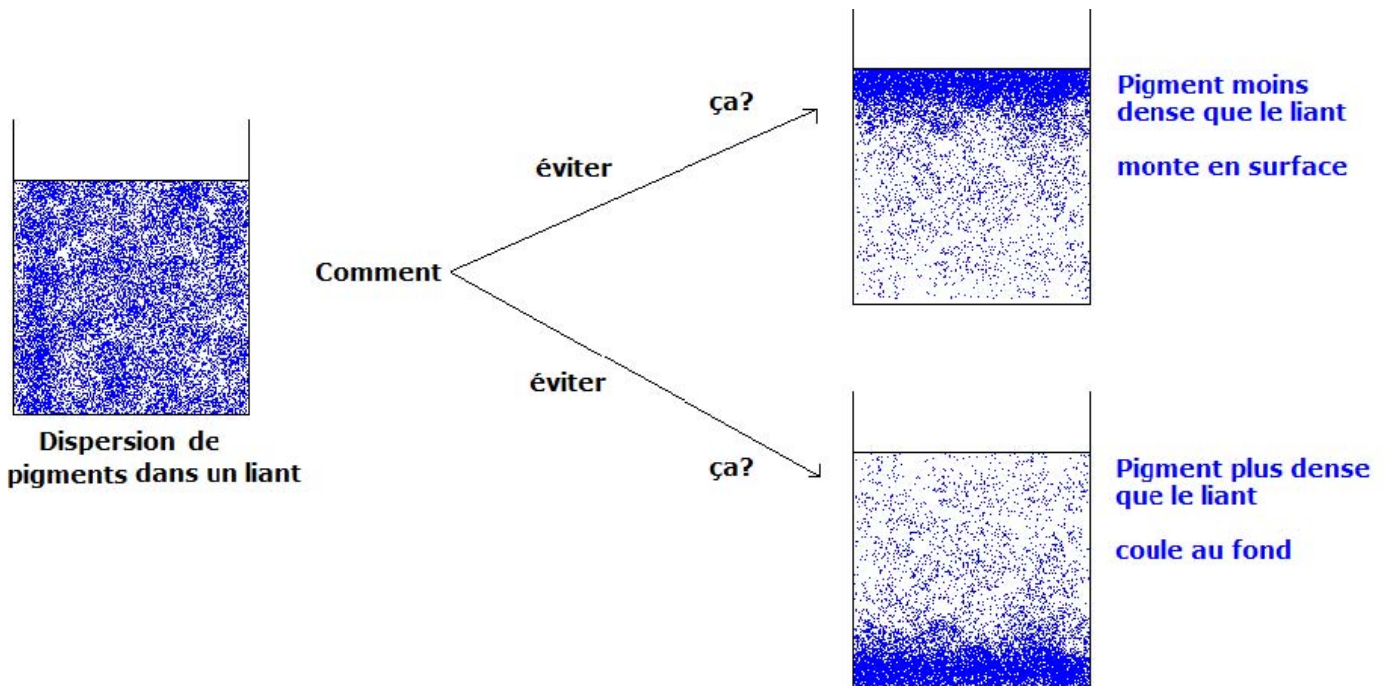 Dispersion de
pigments dans un liant
Comment
éviter
ça?
Pigment moins
dense que le liant
monte en surface
éviter
ça?
Pigment plus dense
que le liant
coule au fond